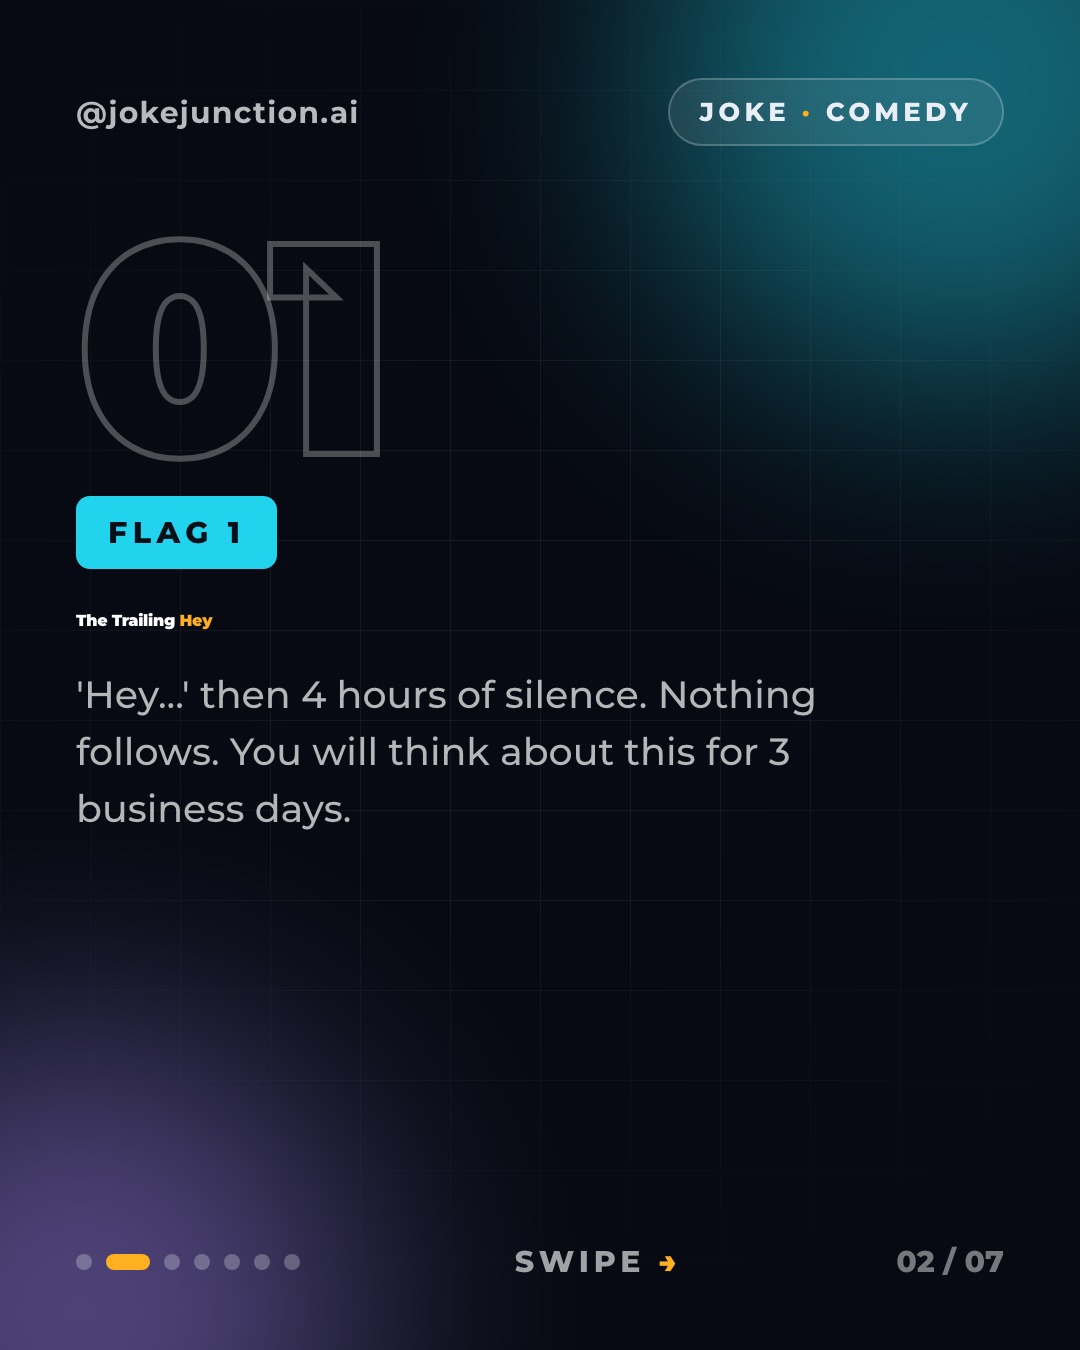 @jokejunction.ai
JOKE • COMEDY
01
FLAG 1
The Trailing Hey
'Hey...' then 4 hours of silence. Nothing
follows. You will think about this for 3
business days.
SWIPE →
02 / 07